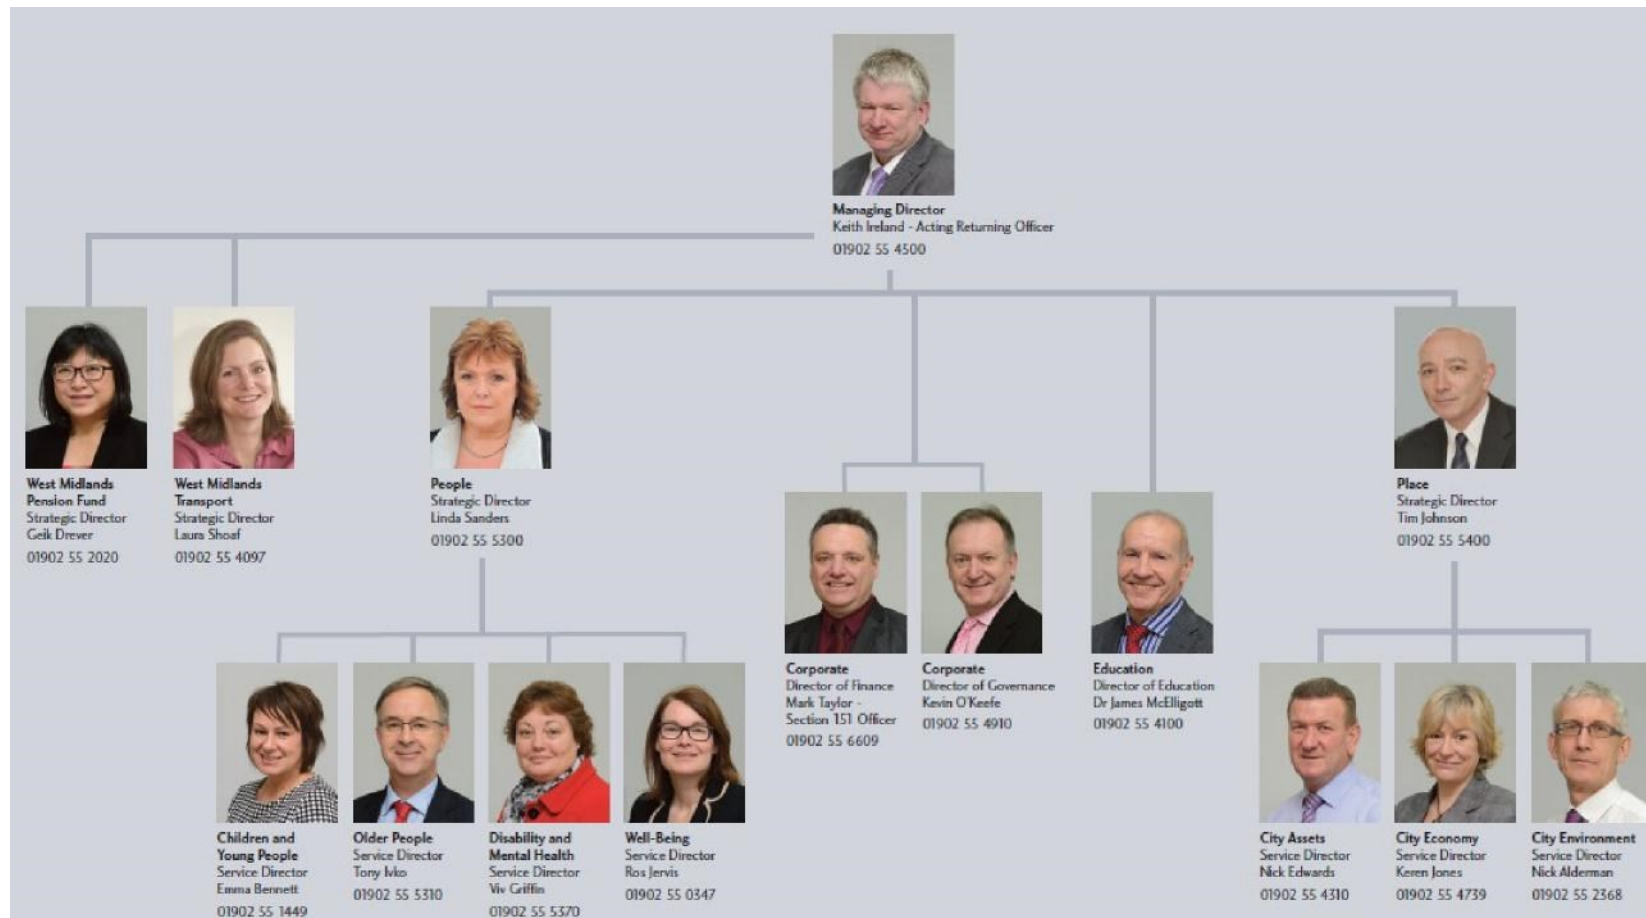 Managing Director
Keith Ireland - Acting Returning Officer
01902 55 4500
West Midlands
Pension Fund
Strategic Director
Geik Drever
01902 55 2020
West Midlands
Transport
Strategic Director
Laura Shoaf
01902 55 4097
People
Strategic Director
Linda Sanders
01902 55 5300
Place
Strategic Director
Tim Johnson
01902 55 5400
Corporate
Director of Finance
Mark Taylor -
Section 151 Officer
01902 55 6609
Corporate
Director of Governance
Kevin O'Keefe
01902 55 4910
Education
Director of Education
Dr James McElligott
01902 55 4100
Children and
Young People
Service Director
Emma Bennett
01902 55 1449
Older People
Service Director
Tony Ivko
01902 55 5310
Disability and
Mental Health
Service Director
Viv Griffin
01902 55 5370
Well-Being
Service Director
Ros Jervis
01902 55 0347
City Assets
Service Director
Nick Edwards
01902 55 4310
City Economy
Service Director
Keren Jones
01902 55 4739
City Environment
Service Director
Nick Alderman
01902 55 2368